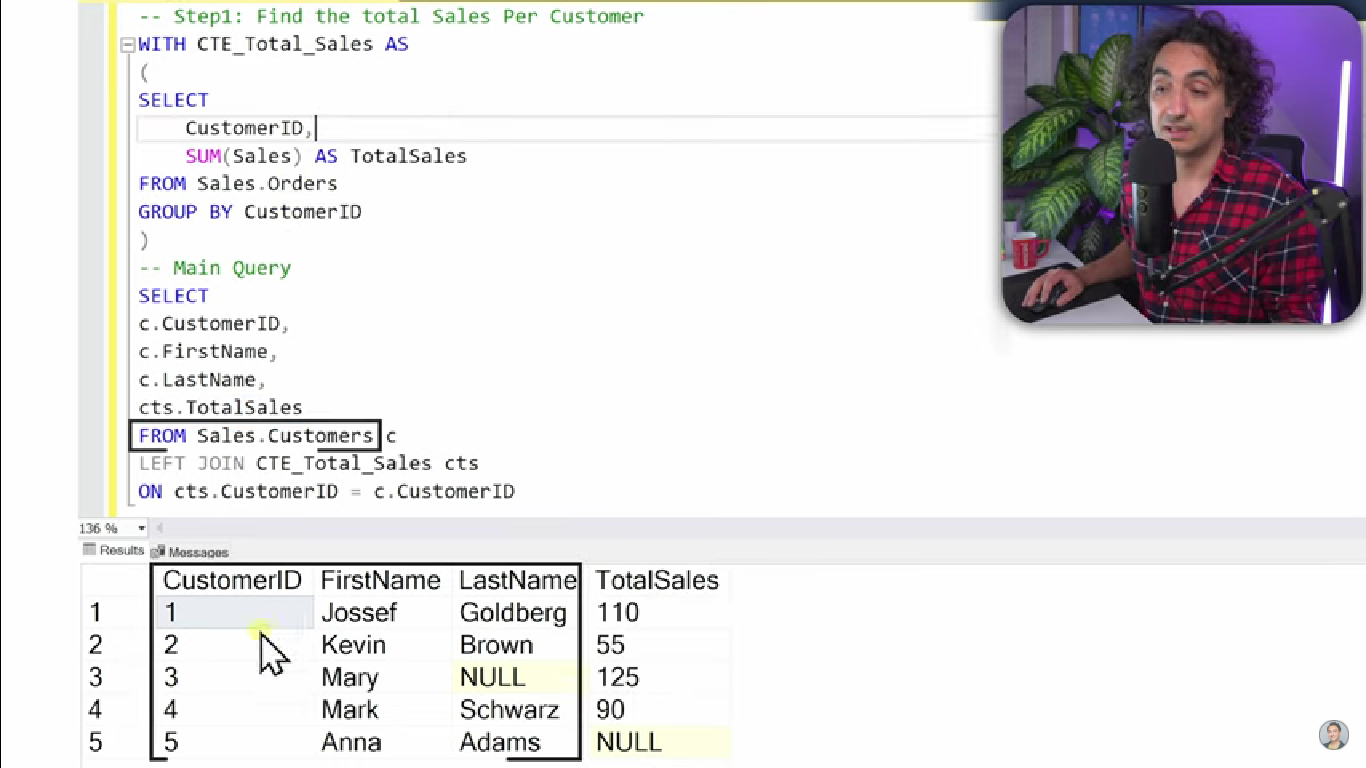 -- Step1: Find the total Sales Per Customer
WITH CTE_Total_Sales AS
(
SELECT
CustomerID,
SUM(Sales) AS TotalSales
FROM Sales.Orders
GROUP BY CustomerID
)
-- Main Query
SELECT
c.CustomerID,
c.FirstName,
c.LastName,
cts.TotalSales
FROM Sales.Customers c
LEFT JOIN CTE_Total_Sales cts
ON cts.CustomerID = c.CustomerID
136 %
Results Messages
CustomerID FirstName LastName TotalSales
1 1 Jossef Goldberg 110
2 2 Kevin Brown 55
3 3 Mary NULL 125
4 4 Mark Schwarz 90
5 5 Anna Adams NULL